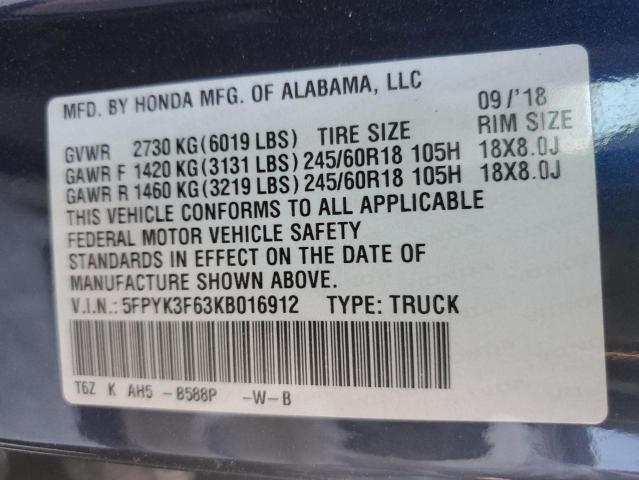 MFD. BY HONDA MFG. OF ALABAMA, LLC 09/'18
GVWR 2730 KG(6019 LBS) TIRE SIZE RIM SIZE
GAWR F 1420 KG(3131 LBS) 245/60R18 105H 18X8.0J
GAWR R 1460 KG(3219 LBS) 245/60R18 105H 18X8.0J
THIS VEHICLE CONFORMS TO ALL APPLICABLE
FEDERAL MOTOR VEHICLE SAFETY
STANDARDS IN EFFECT ON THE DATE OF
MANUFACTURE SHOWN ABOVE.
V.I.N.: 5FPYK3F63KB016912 TYPE: TRUCK
T6Z K AH5 -B588P -W-B